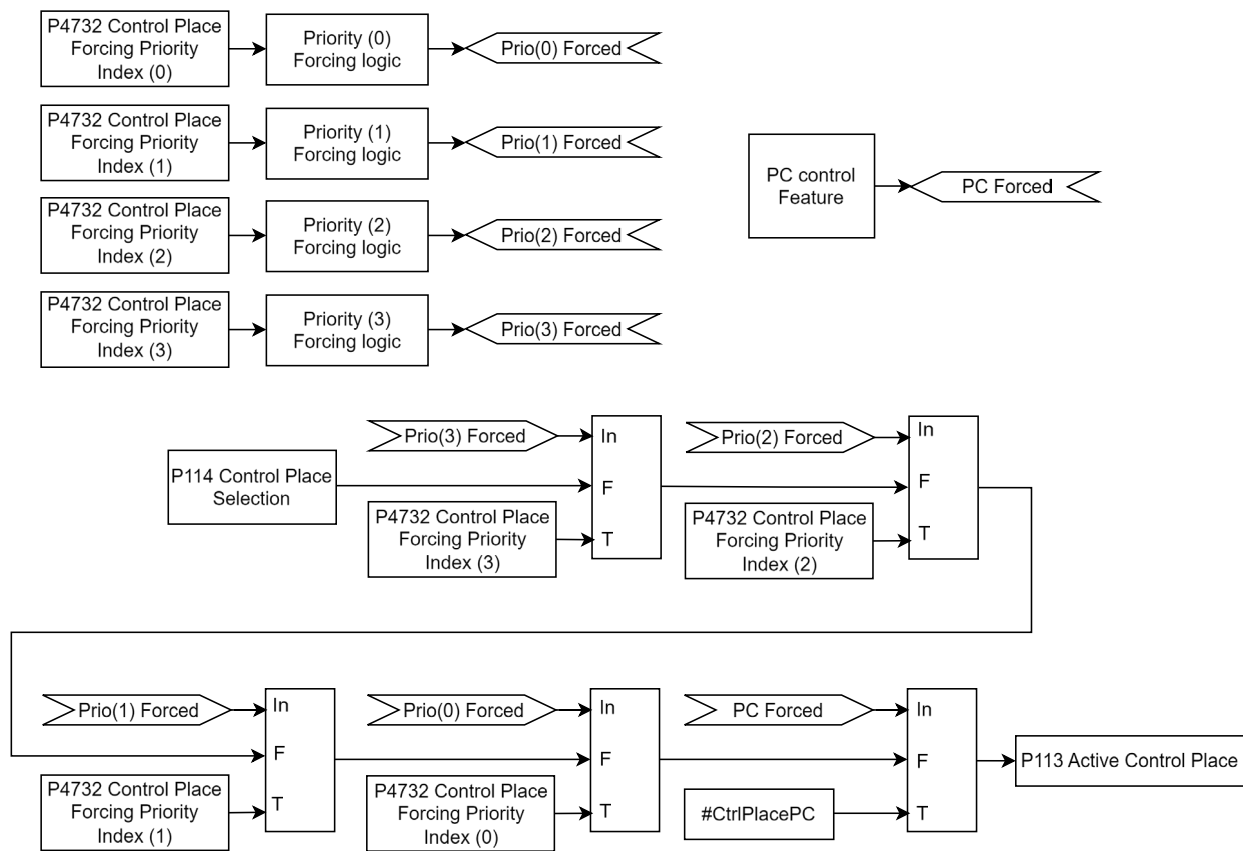 P4732 Control Place
Forcing Priority
Index (0)
Priority (0)
Forcing logic
Prio(0) Forced
P4732 Control Place
Forcing Priority
Index (1)
Priority (1)
Forcing logic
Prio(1) Forced
PC control
Feature
PC Forced
P4732 Control Place
Forcing Priority
Index (2)
Priority (2)
Forcing logic
Prio(2) Forced
P4732 Control Place
Forcing Priority
Index (3)
Priority (3)
Forcing logic
Prio(3) Forced
Prio(3) Forced
In
F
T
P114 Control Place
Selection
P4732 Control Place
Forcing Priority
Index (3)
Prio(2) Forced
In
F
T
P4732 Control Place
Forcing Priority
Index (2)
Prio(1) Forced
In
F
T
P4732 Control Place
Forcing Priority
Index (1)
Prio(0) Forced
In
F
T
P4732 Control Place
Forcing Priority
Index (0)
PC Forced
In
F
T
#CtrlPlacePC
P113 Active Control Place